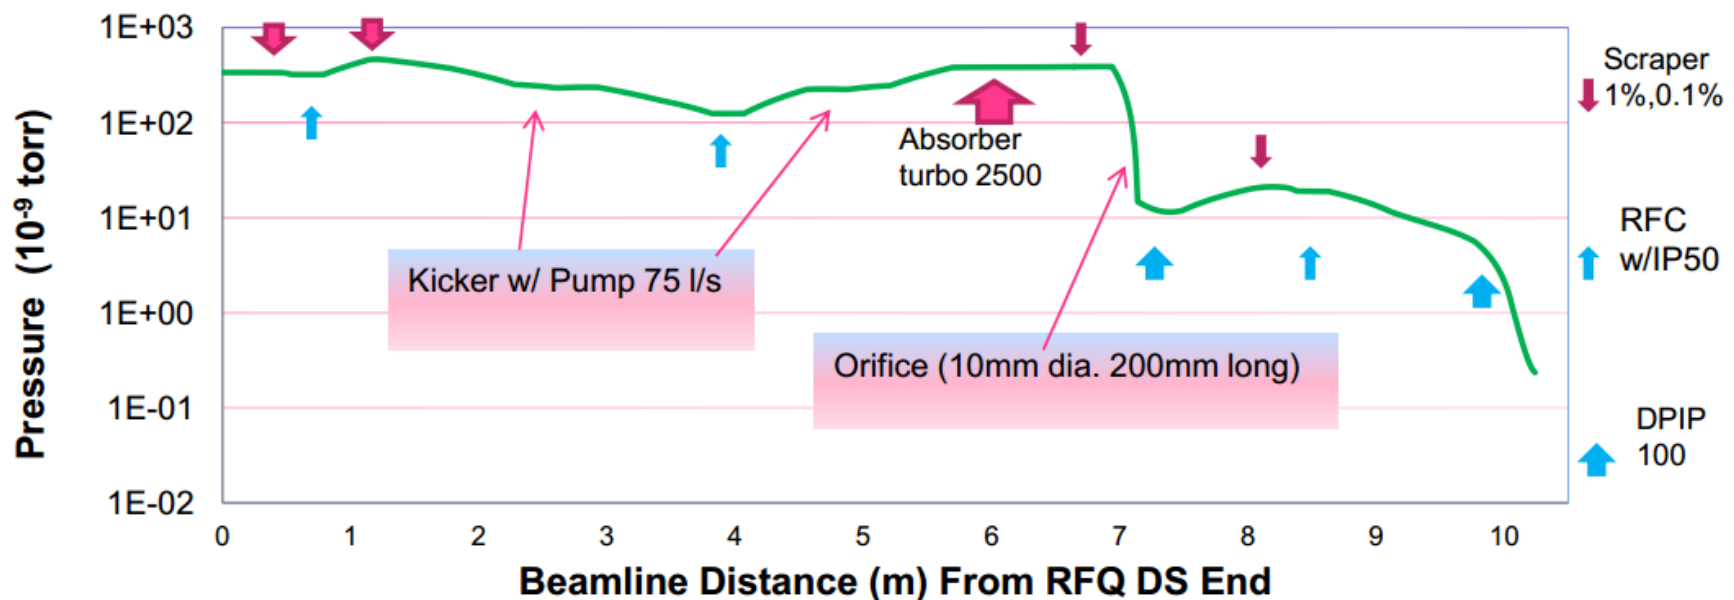 1E+03
1E+02
1E+01
1E+00
1E-01
1E-02
Pressure (10⁻⁹ torr)
0 1 2 3 4 5 6 7 8 9 10
Beamline Distance (m) From RFQ DS End
Kicker w/ Pump 75 l/s
Absorber
turbo 2500
Orifice (10mm dia. 200mm long)
Scraper
1%,0.1%
RFC
w/IP50
DPIP
100